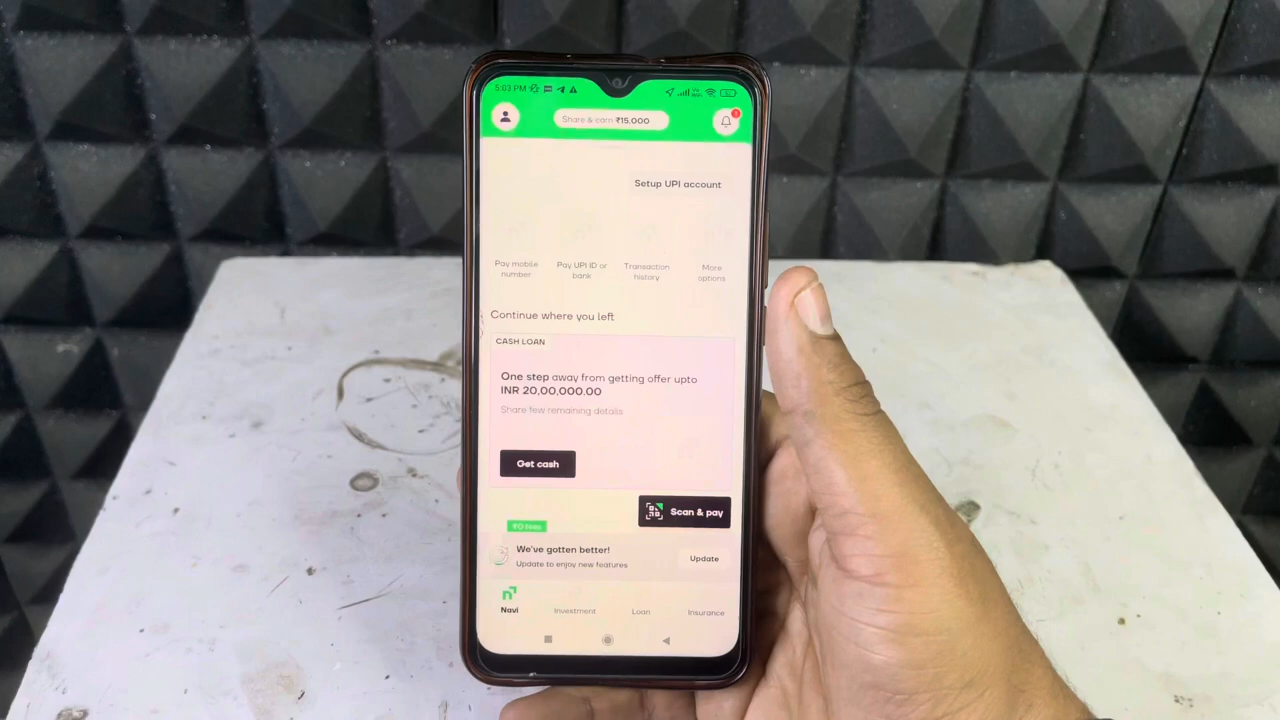 5:03 PM
Share & earn ₹15,000
Setup UPI account
Pay mobile
number
Pay UPI ID or
bank
Transaction
history
More
options
Continue where you left
CASH LOAN
One step away from getting offer upto
INR 20,00,000.00
Share few remaining details
Get cash
Scan & pay
We've gotten better!
Update to enjoy new features
Update
Navi
Investment
Loan
Insurance